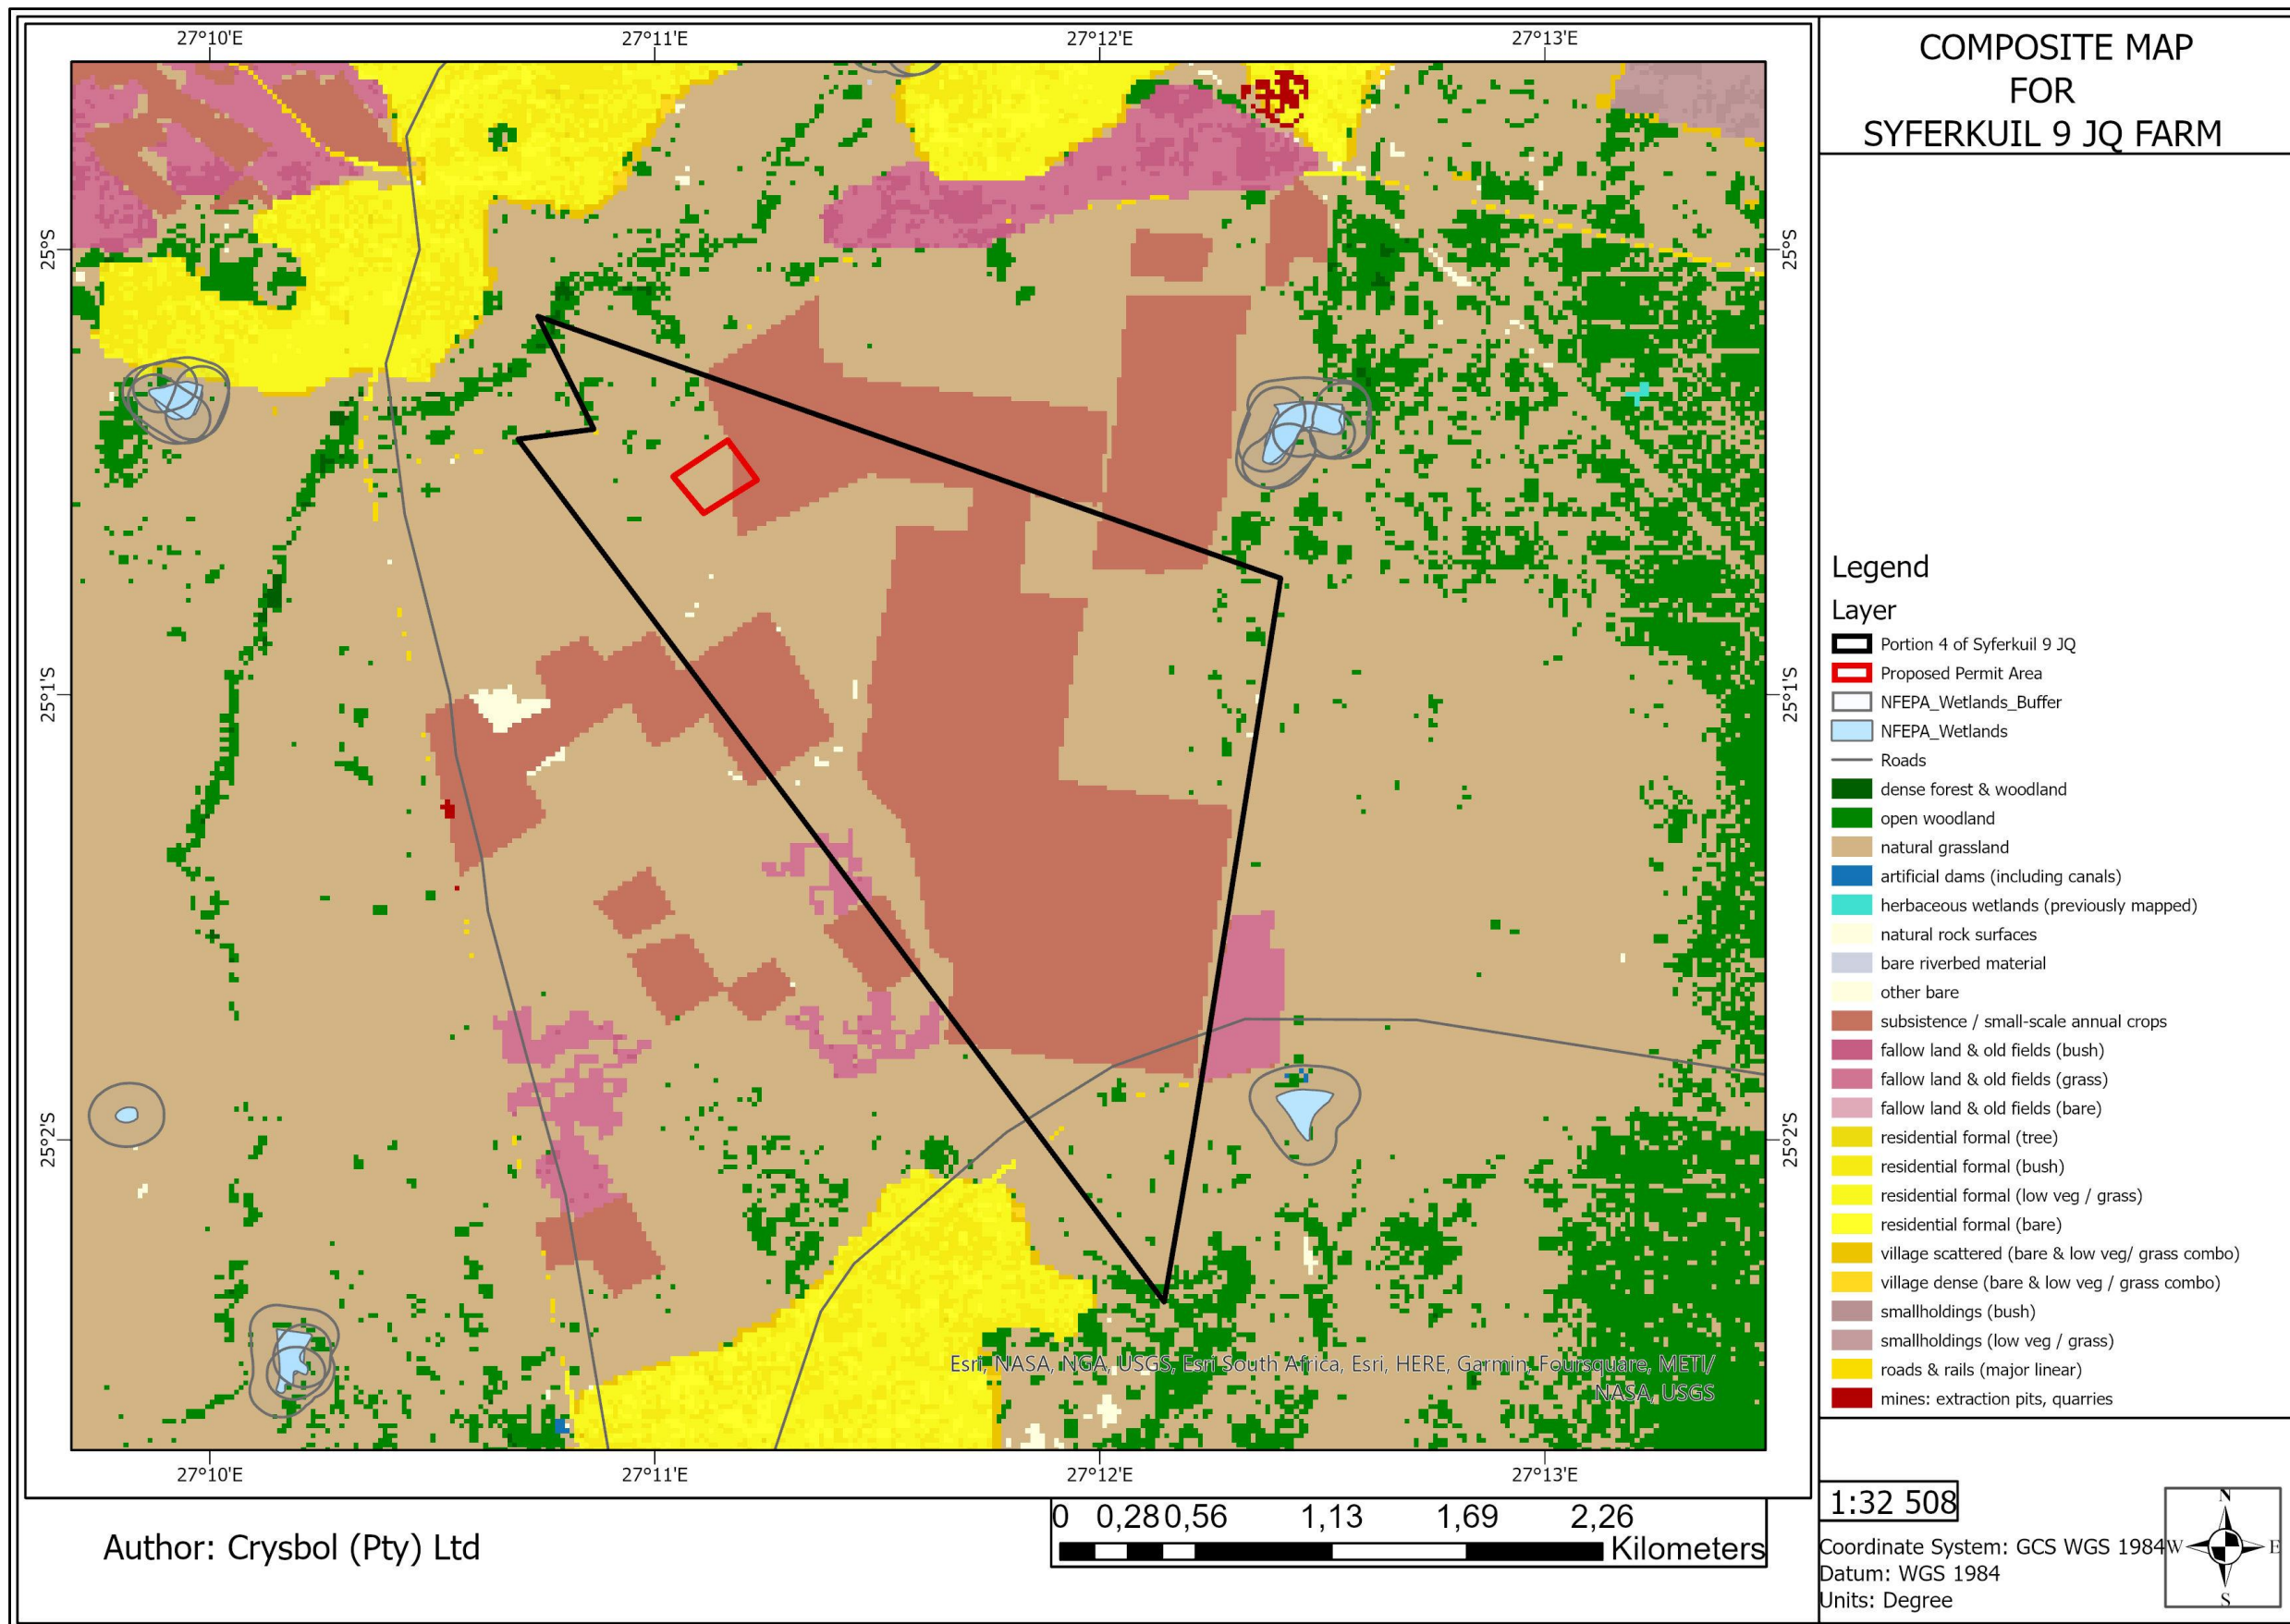 COMPOSITE MAP
FOR
SYFERKUIL 9 JQ FARM
27°10'E 27°11'E 27°12'E 27°13'E
25°S 25°S
25°1'S 25°1'S
25°2'S 25°2'S
Esri, NASA, NGA, USGS, Esri South Africa, Esri, HERE, Garmin, Foursquare, METI/
NASA, USGS
27°10'E 27°11'E 27°12'E 27°13'E
Legend
Layer
Portion 4 of Syferkuil 9 JQ
Proposed Permit Area
NFEPA_Wetlands_Buffer
NFEPA_Wetlands
Roads
dense forest & woodland
open woodland
natural grassland
artificial dams (including canals)
herbaceous wetlands (previously mapped)
natural rock surfaces
bare riverbed material
other bare
subsistence / small-scale annual crops
fallow land & old fields (bush)
fallow land & old fields (grass)
fallow land & old fields (bare)
residential formal (tree)
residential formal (bush)
residential formal (low veg / grass)
residential formal (bare)
village scattered (bare & low veg/ grass combo)
village dense (bare & low veg / grass combo)
smallholdings (bush)
smallholdings (low veg / grass)
roads & rails (major linear)
mines: extraction pits, quarries
Author: Crysbol (Pty) Ltd
0 0,28 0,56 1,13 1,69 2,26
Kilometers
1:32 508
Coordinate System: GCS WGS 1984
Datum: WGS 1984
Units: Degree
N
W E
S